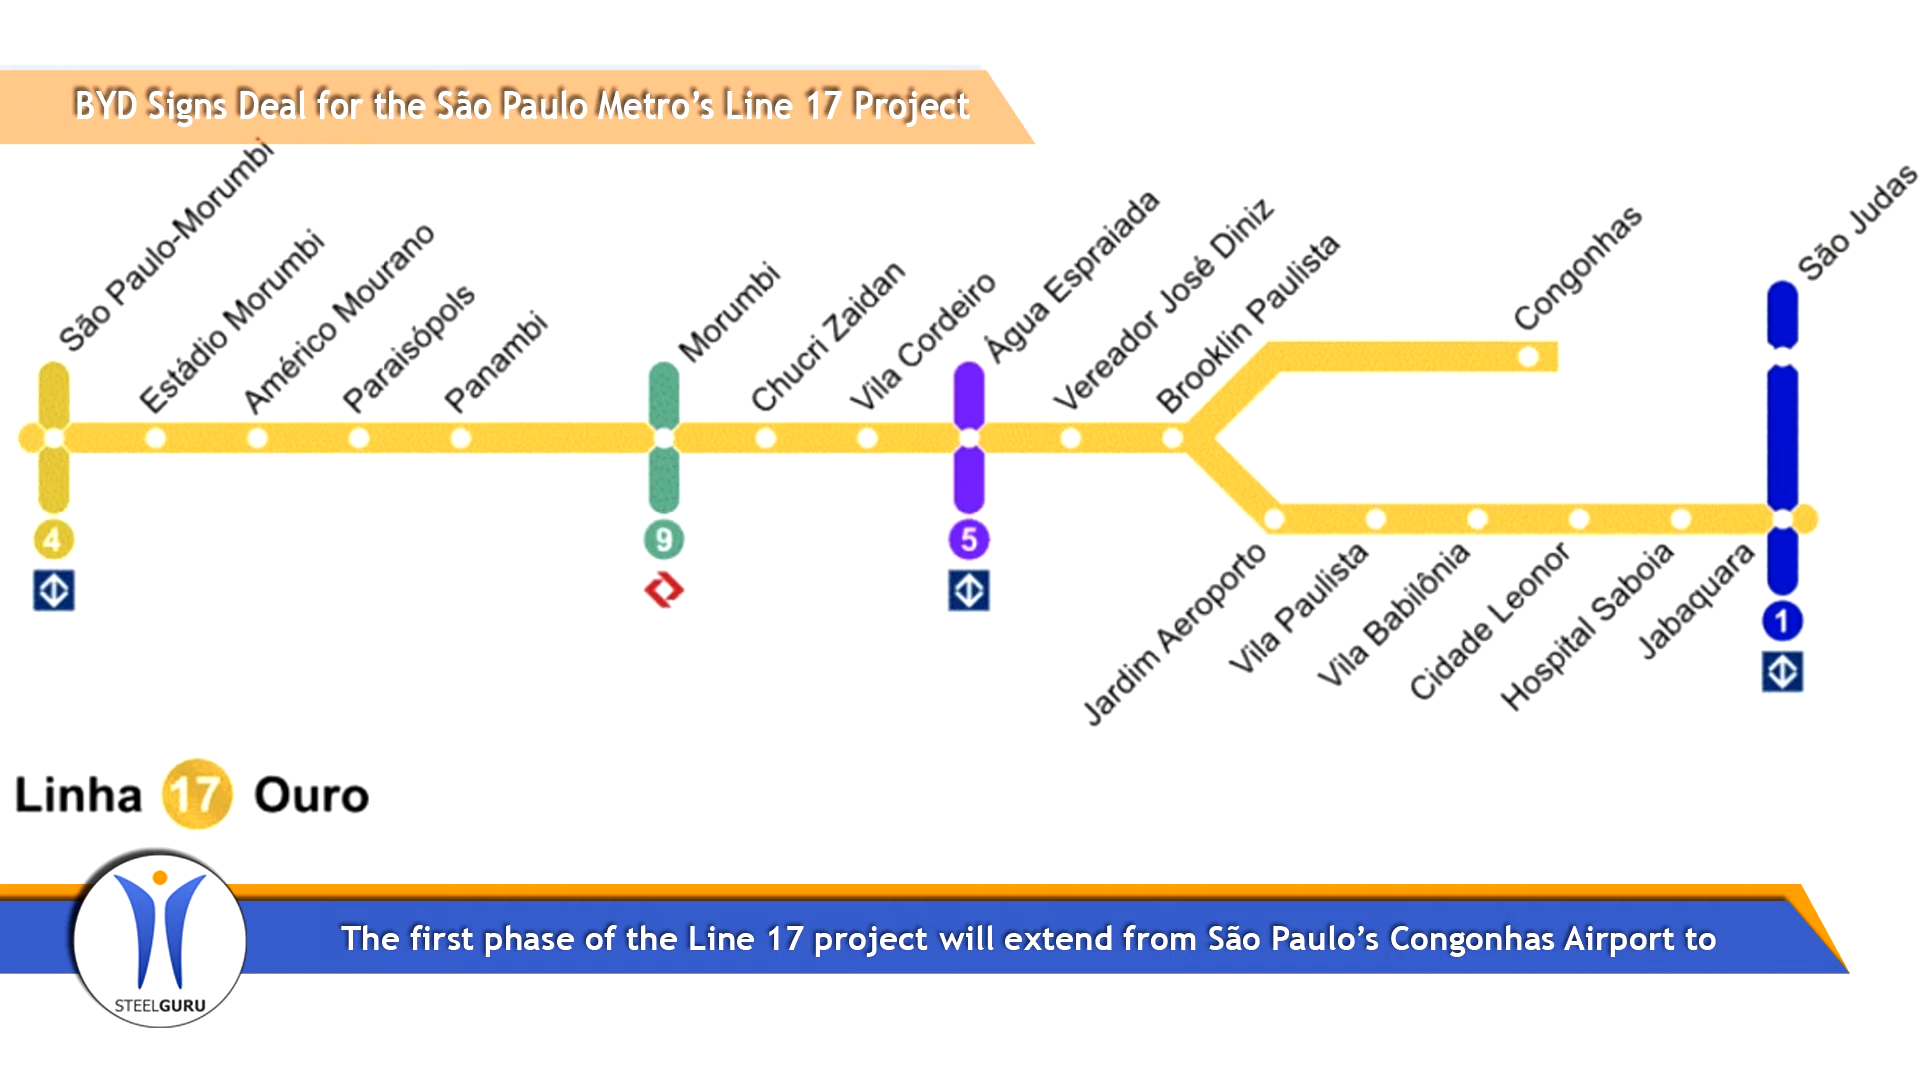 BYD Signs Deal for the São Paulo Metro’s Line 17 Project
São Paulo-Morumbi
Estádio Morumbi
Américo Mourano
Paraisópols
Panambi
Morumbi
Chucri Zaidan
Vila Cordeiro
Água Espraiada
Vereador José Diniz
Brooklin Paulista
Congonhas
São Judas
4
9
5
Jardim Aeroporto
Vila Paulista
Vila Babilônia
Cidade Leonor
Hospital Saboia
Jabaquara
1
Linha 17 Ouro
The first phase of the Line 17 project will extend from São Paulo’s Congonhas Airport to
STEELGURU